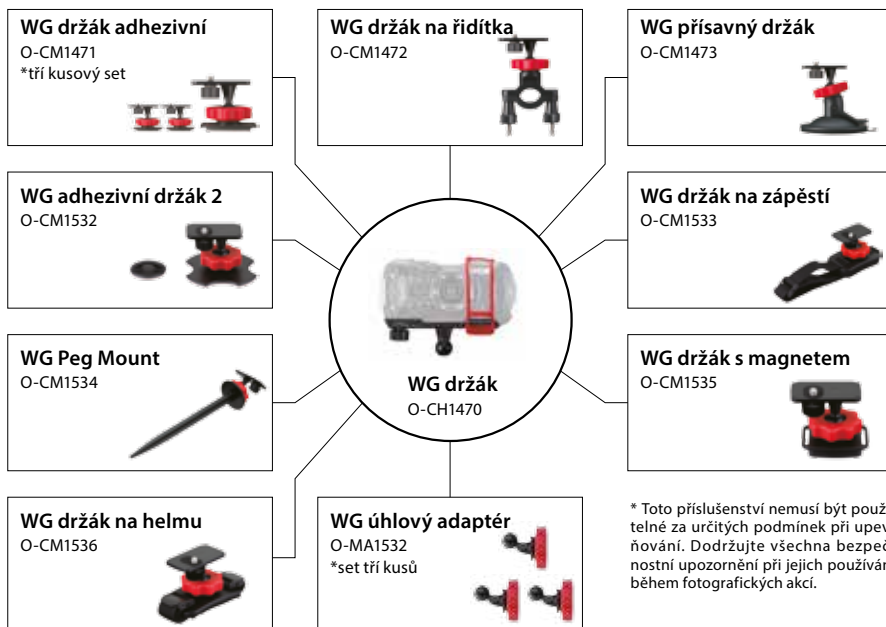 WG držák adhezivní
O-CM1471
*tří kusový set
WG držák na řidítka
O-CM1472
WG přísavný držák
O-CM1473
WG adhezivní držák 2
O-CM1532
WG držák na zápěstí
O-CM1533
WG držák
O-CH1470
WG Peg Mount
O-CM1534
WG držák s magnetem
O-CM1535
WG držák na helmu
O-CM1536
WG úhlový adaptér
O-MA1532
*set tří kusů
* Toto příslušenství nemusí být použi
telné za určitých podmínek při upev
ňování. Dodržujte všechna bezpeč
nostní upozornění při jejich používán
během fotografických akcí.